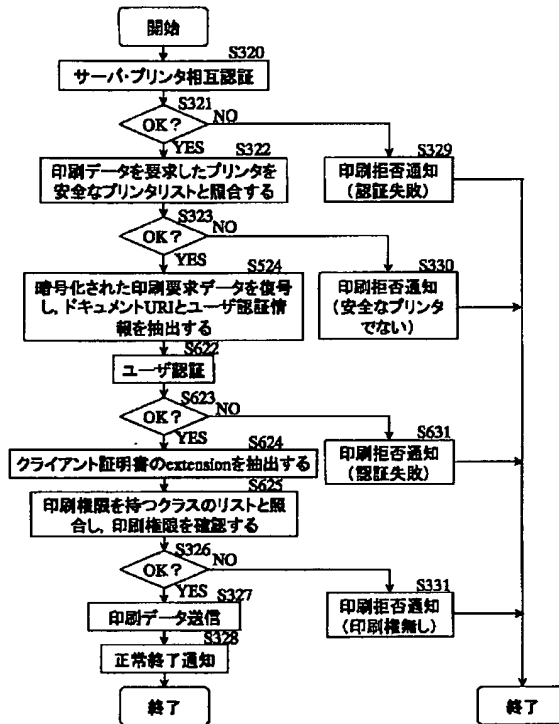 開始
S320
サーバ・プリンタ相互認証
S321
OK?
NO
YES
S322
S329
印刷データを要求したプリンタを
安全なプリンタリストと照合する
印刷拒否通知
(認証失敗)
S323
OK?
NO
YES
S524
S330
暗号化された印刷要求データを復号
し,ドキュメントURIとユーザ認証情
報を抽出する
印刷拒否通知
(安全なプリンタ
でない)
S622
ユーザ認証
S623
OK?
NO
YES
S624
S631
クライアント証明書のextensionを抽出する
印刷拒否通知
(認証失敗)
S625
印刷権限を持つクラスのリストと照
合し,印刷権限を確認する
S326
OK?
NO
YES
S327
S331
印刷データ送信
印刷拒否通知
(印刷権無し)
S328
正常終了通知
終了
終了